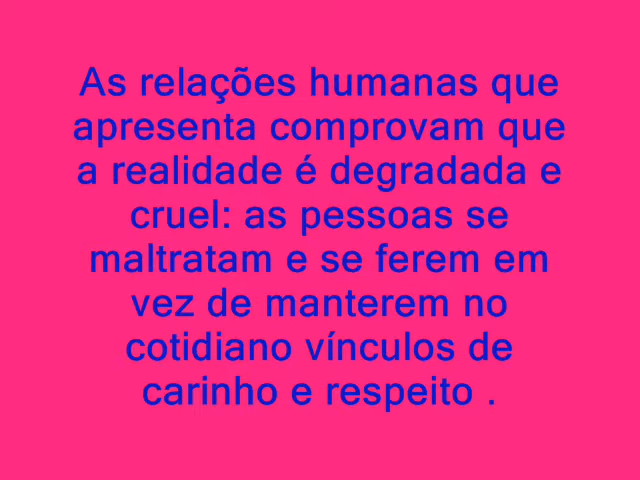 As relações humanas que
apresenta comprovam que
a realidade é degradada e
cruel: as pessoas se
maltratam e se ferem em
vez de manterem no
cotidiano vínculos de
carinho e respeito .